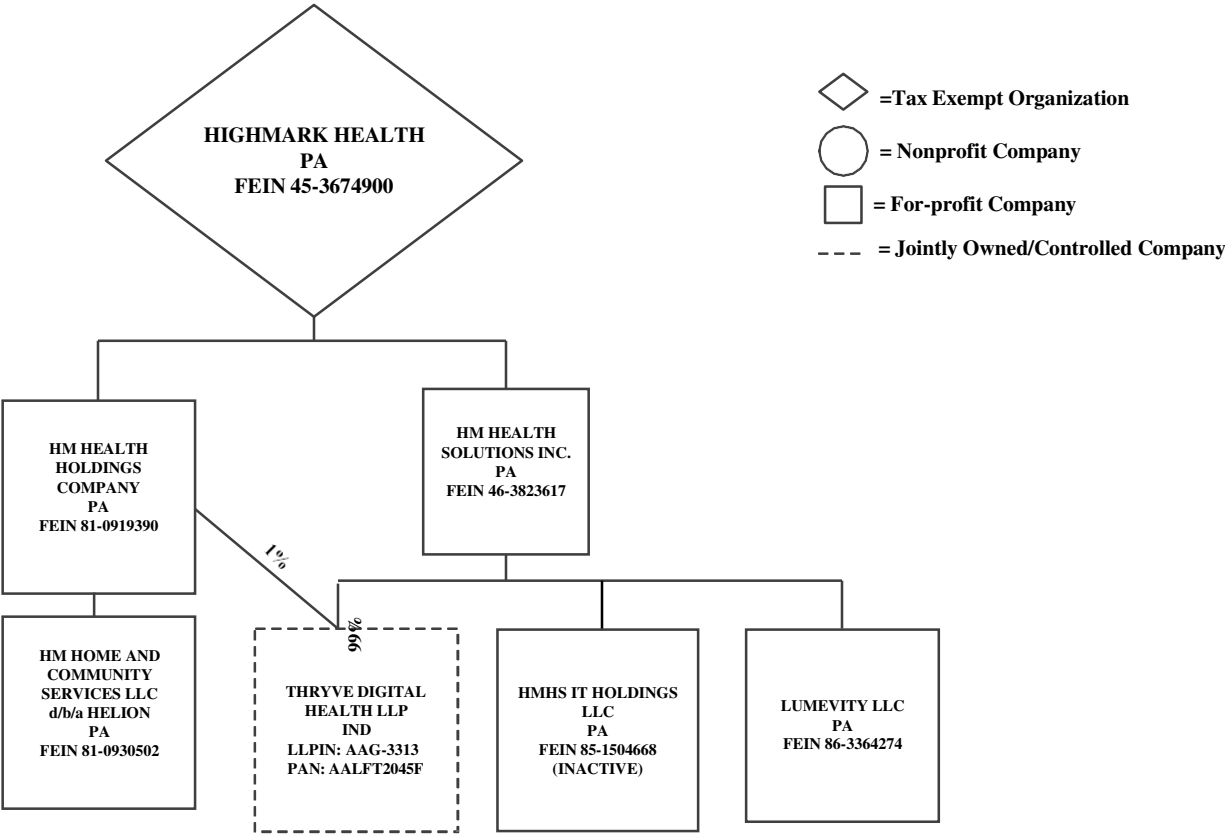 HIGHMARK HEALTH
PA
FEIN 45-3674900
=Tax Exempt Organization
= Nonprofit Company
= For-profit Company
= Jointly Owned/Controlled Company
HM HEALTH
HOLDINGS
COMPANY
PA
FEIN 81-0919390
HM HEALTH
SOLUTIONS INC.
PA
FEIN 46-3823617
1%
99%
HM HOME AND
COMMUNITY
SERVICES LLC
d/b/a HELION
PA
FEIN 81-0930502
THRYVE DIGITAL
HEALTH LLP
IND
LLPIN: AAG-3313
PAN: AALFT2045F
HMHS IT HOLDINGS
LLC
PA
FEIN 85-1504668
(INACTIVE)
LUMEVITY LLC
PA
FEIN 86-3364274